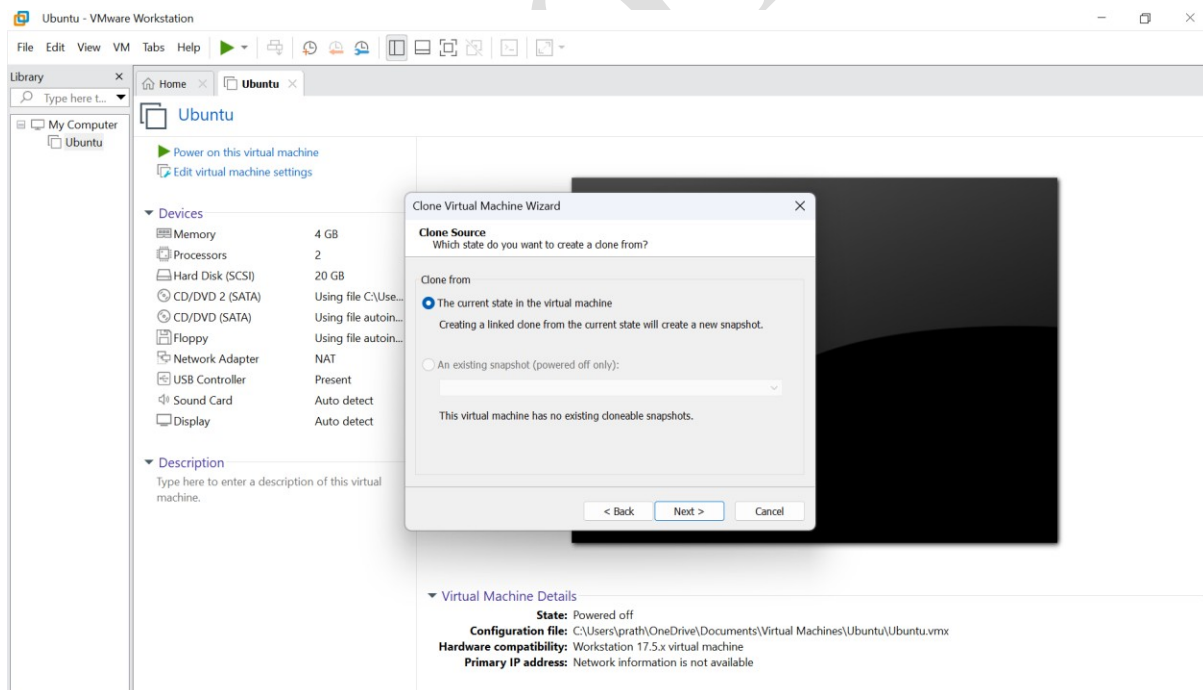 Ubuntu - VMware Workstation
File Edit View VM Tabs Help
Library
Type here t...
My Computer
Ubuntu
Home
Ubuntu
Ubuntu
Power on this virtual machine
Edit virtual machine settings
Devices
Memory 4 GB
Processors 2
Hard Disk (SCSI) 20 GB
CD/DVD 2 (SATA) Using file C:\Use...
CD/DVD (SATA) Using file autoin...
Floppy Using file autoin...
Network Adapter NAT
USB Controller Present
Sound Card Auto detect
Display Auto detect
Description
Type here to enter a description of this virtual
machine.
Clone Virtual Machine Wizard
Clone Source
Which state do you want to create a clone from?
Clone from
The current state in the virtual machine
Creating a linked clone from the current state will create a new snapshot.
An existing snapshot (powered off only):
This virtual machine has no existing cloneable snapshots.
< Back Next > Cancel
Virtual Machine Details
State: Powered off
Configuration file: C:\Users\prath\OneDrive\Documents\Virtual Machines\Ubuntu\Ubuntu.vmx
Hardware compatibility: Workstation 17.5.x virtual machine
Primary IP address: Network information is not available